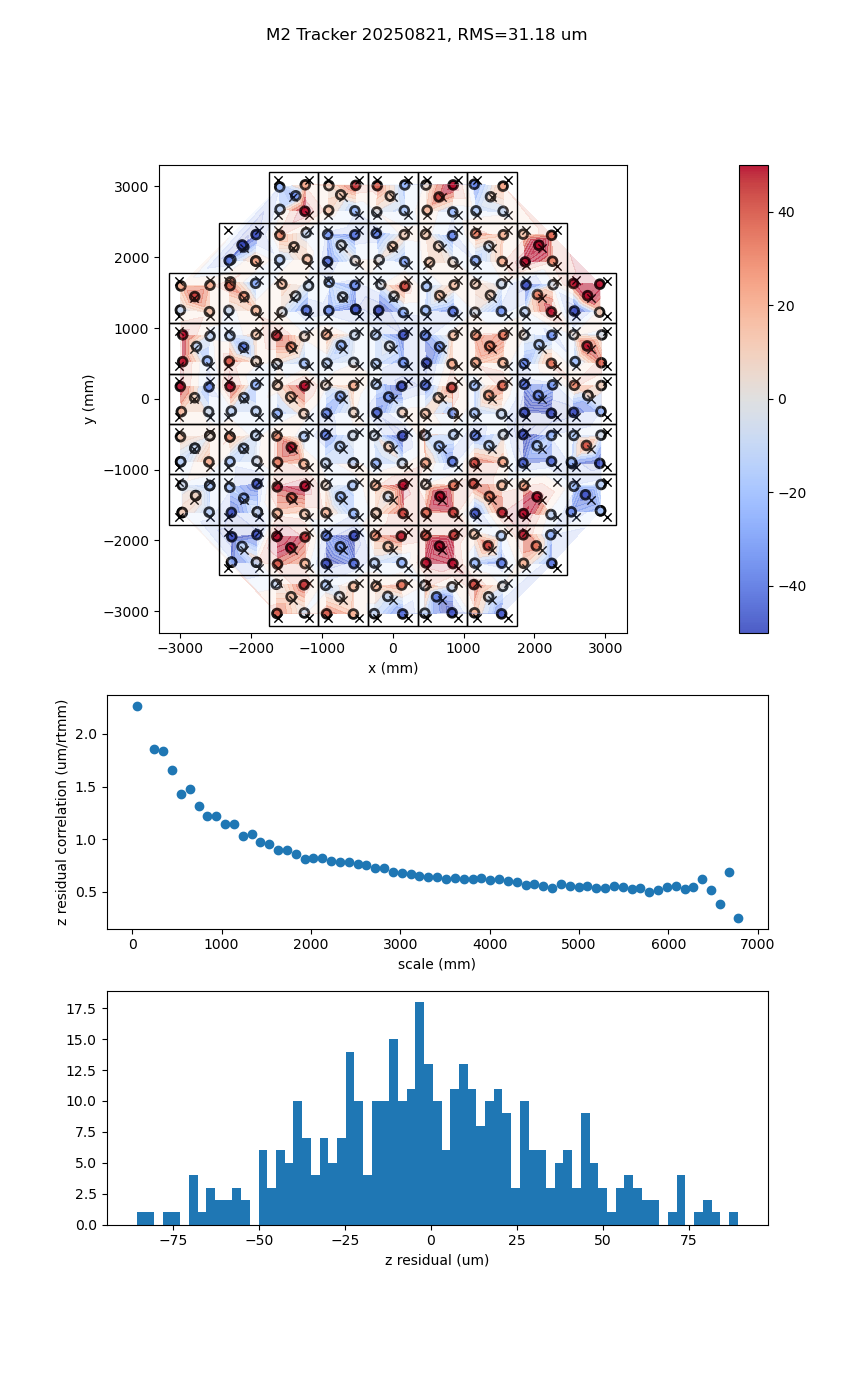 M2 Tracker 20250821, RMS=31.18 um
3000
2000
1000
0
−1000
−2000
−3000
y (mm)
−3000 −2000 −1000 0 1000 2000 3000
x (mm)
40
20
0
−20
−40
2.0
1.5
1.0
0.5
z residual correlation (um/rtmm)
0 1000 2000 3000 4000 5000 6000 7000
scale (mm)
17.5
15.0
12.5
10.0
7.5
5.0
2.5
0.0
−75 −50 −25 0 25 50 75
z residual (um)